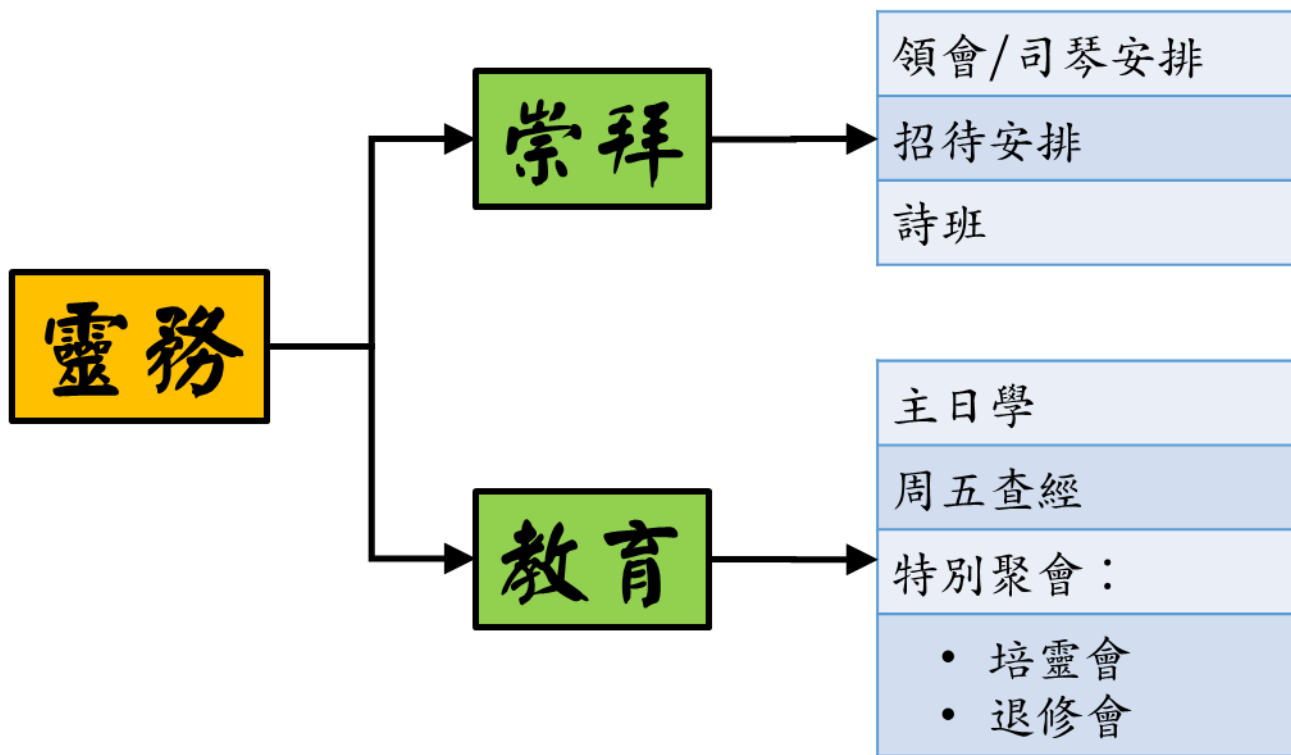 靈務
崇拜
領會/司琴安排
招待安排
詩班
教育
主日學
周五查經
特別聚會：
• 培靈會
• 退修會